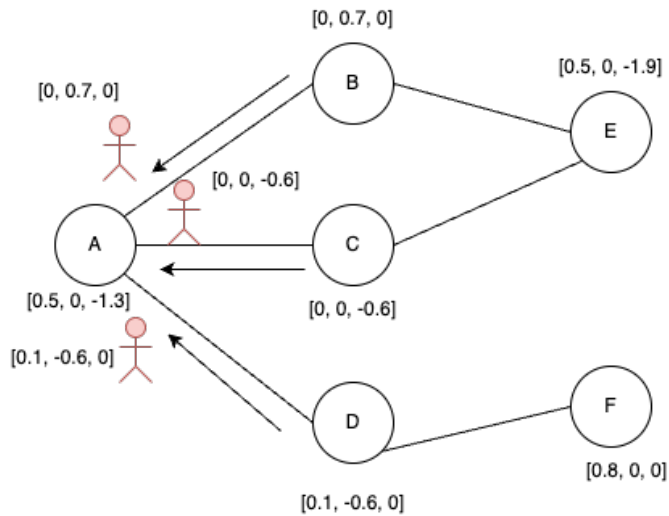 [0, 0.7, 0]
B
[0.5, 0, -1.9]
[0, 0.7, 0]
E
[0, 0, -0.6]
A
C
[0.5, 0, -1.3]
[0, 0, -0.6]
[0.1, -0.6, 0]
D
F
[0.8, 0, 0]
[0.1, -0.6, 0]